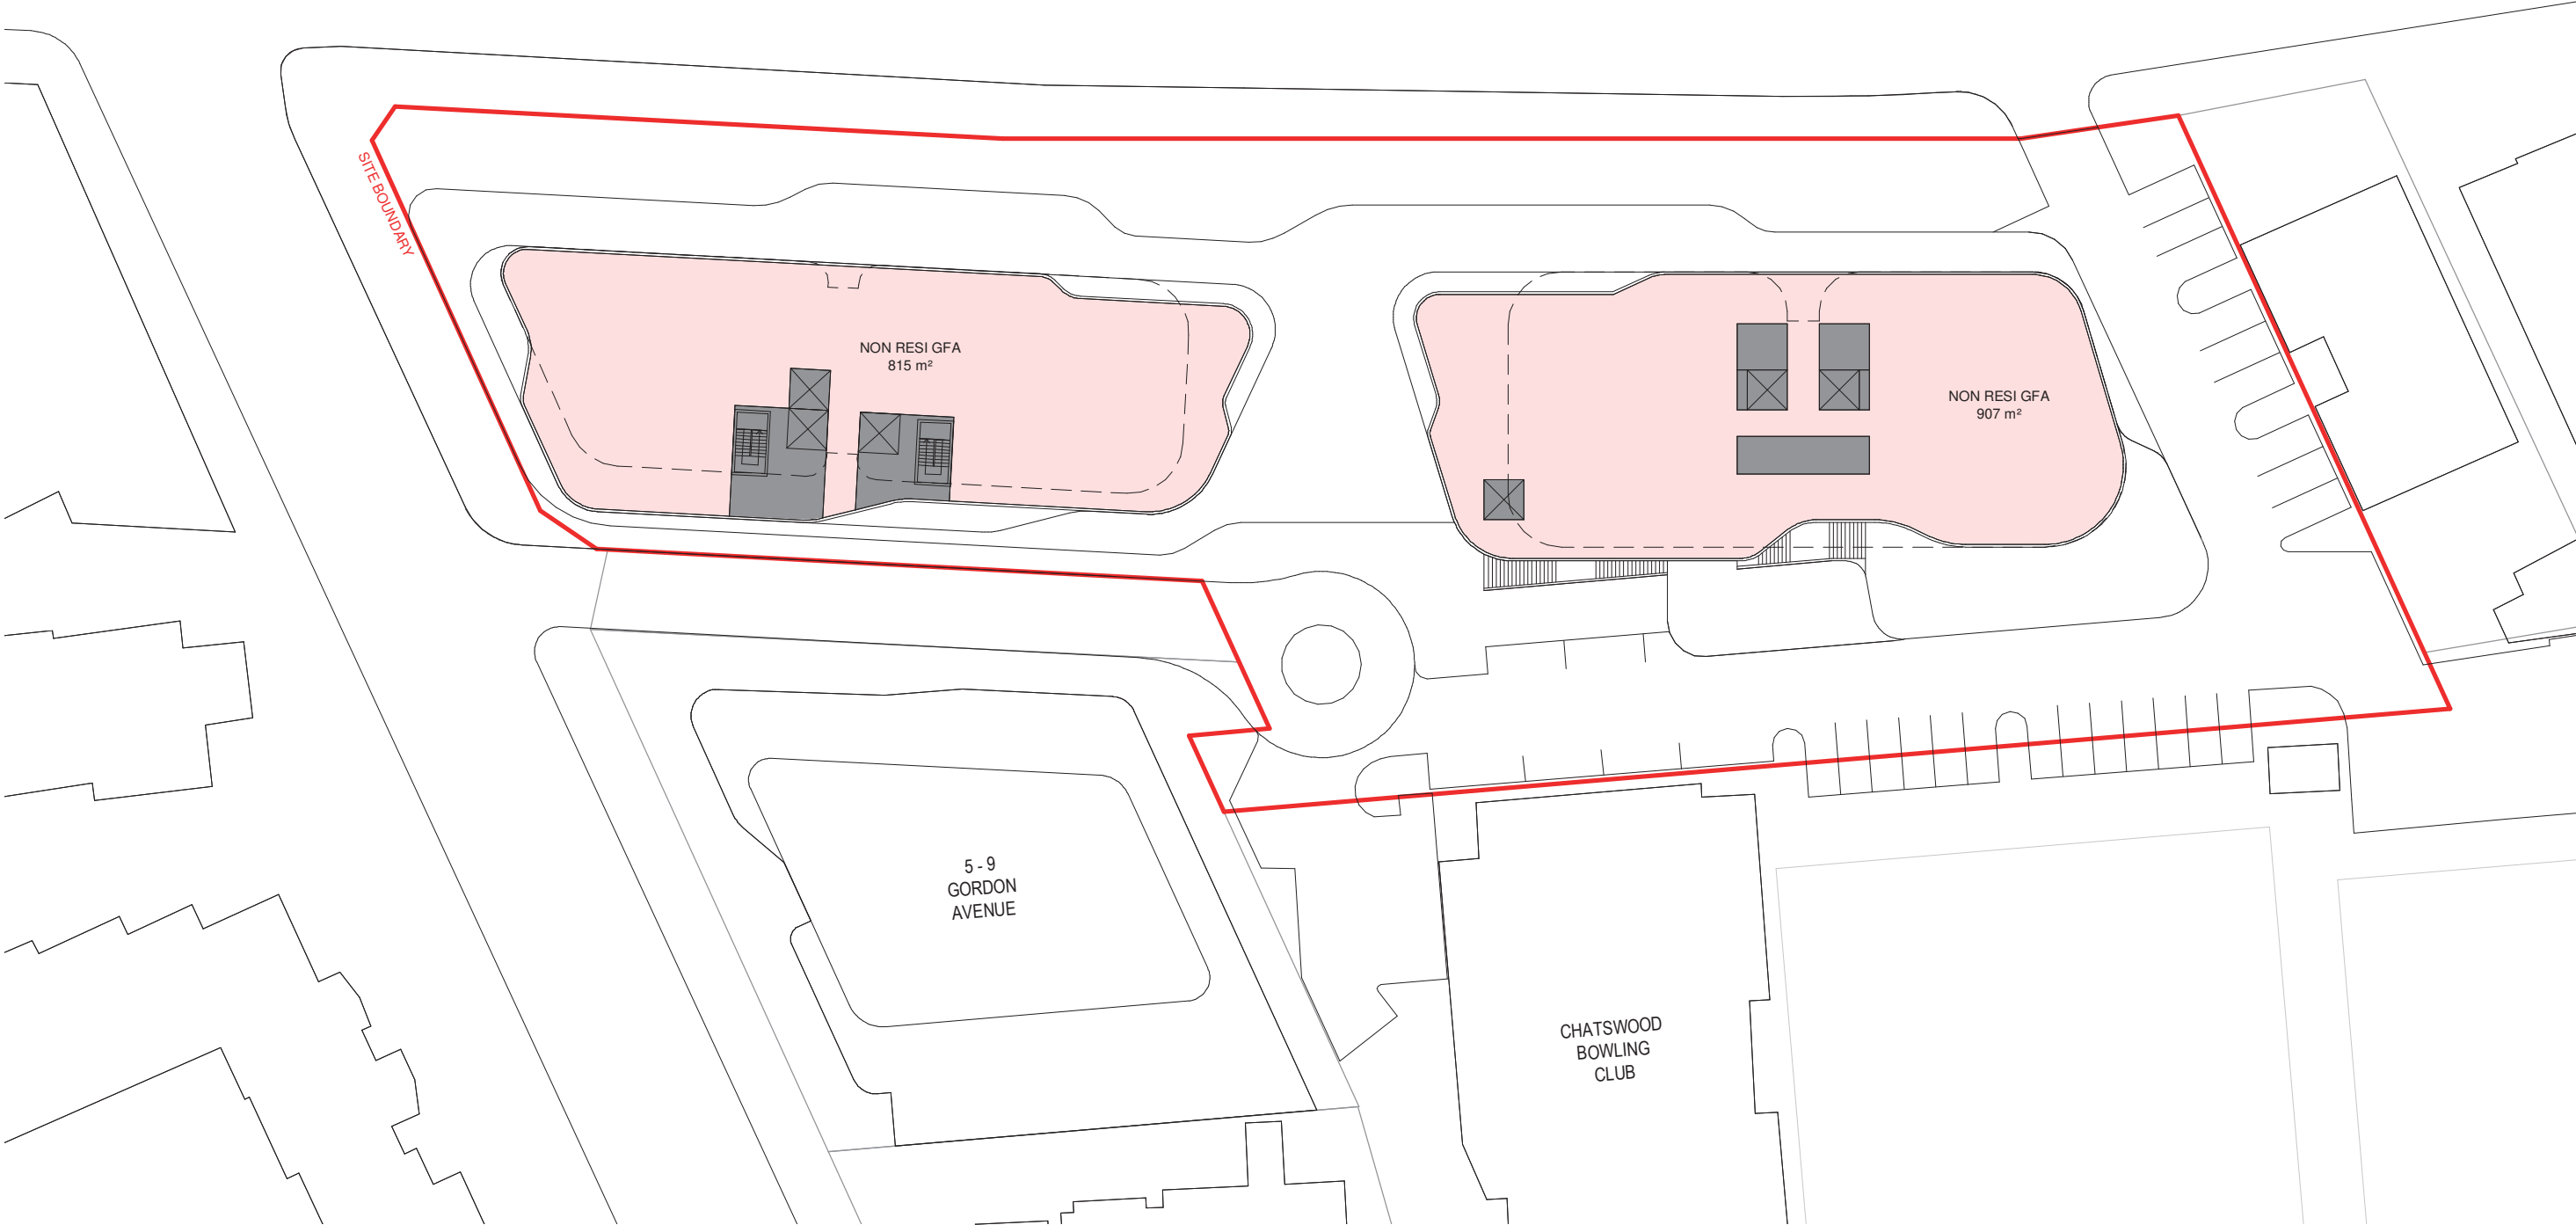 SITE BOUNDARY
NON RESI GFA
815 m²
NON RESI GFA
907 m²
5 - 9
GORDON
AVENUE
CHATSWOOD
BOWLING
CLUB